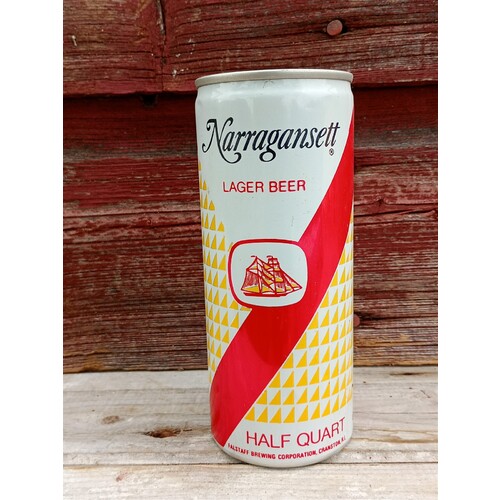 Narragansett®
LAGER BEER
HALF QUART
FALSTAFF BREWING CORPORATION, CRANSTON, R.I.